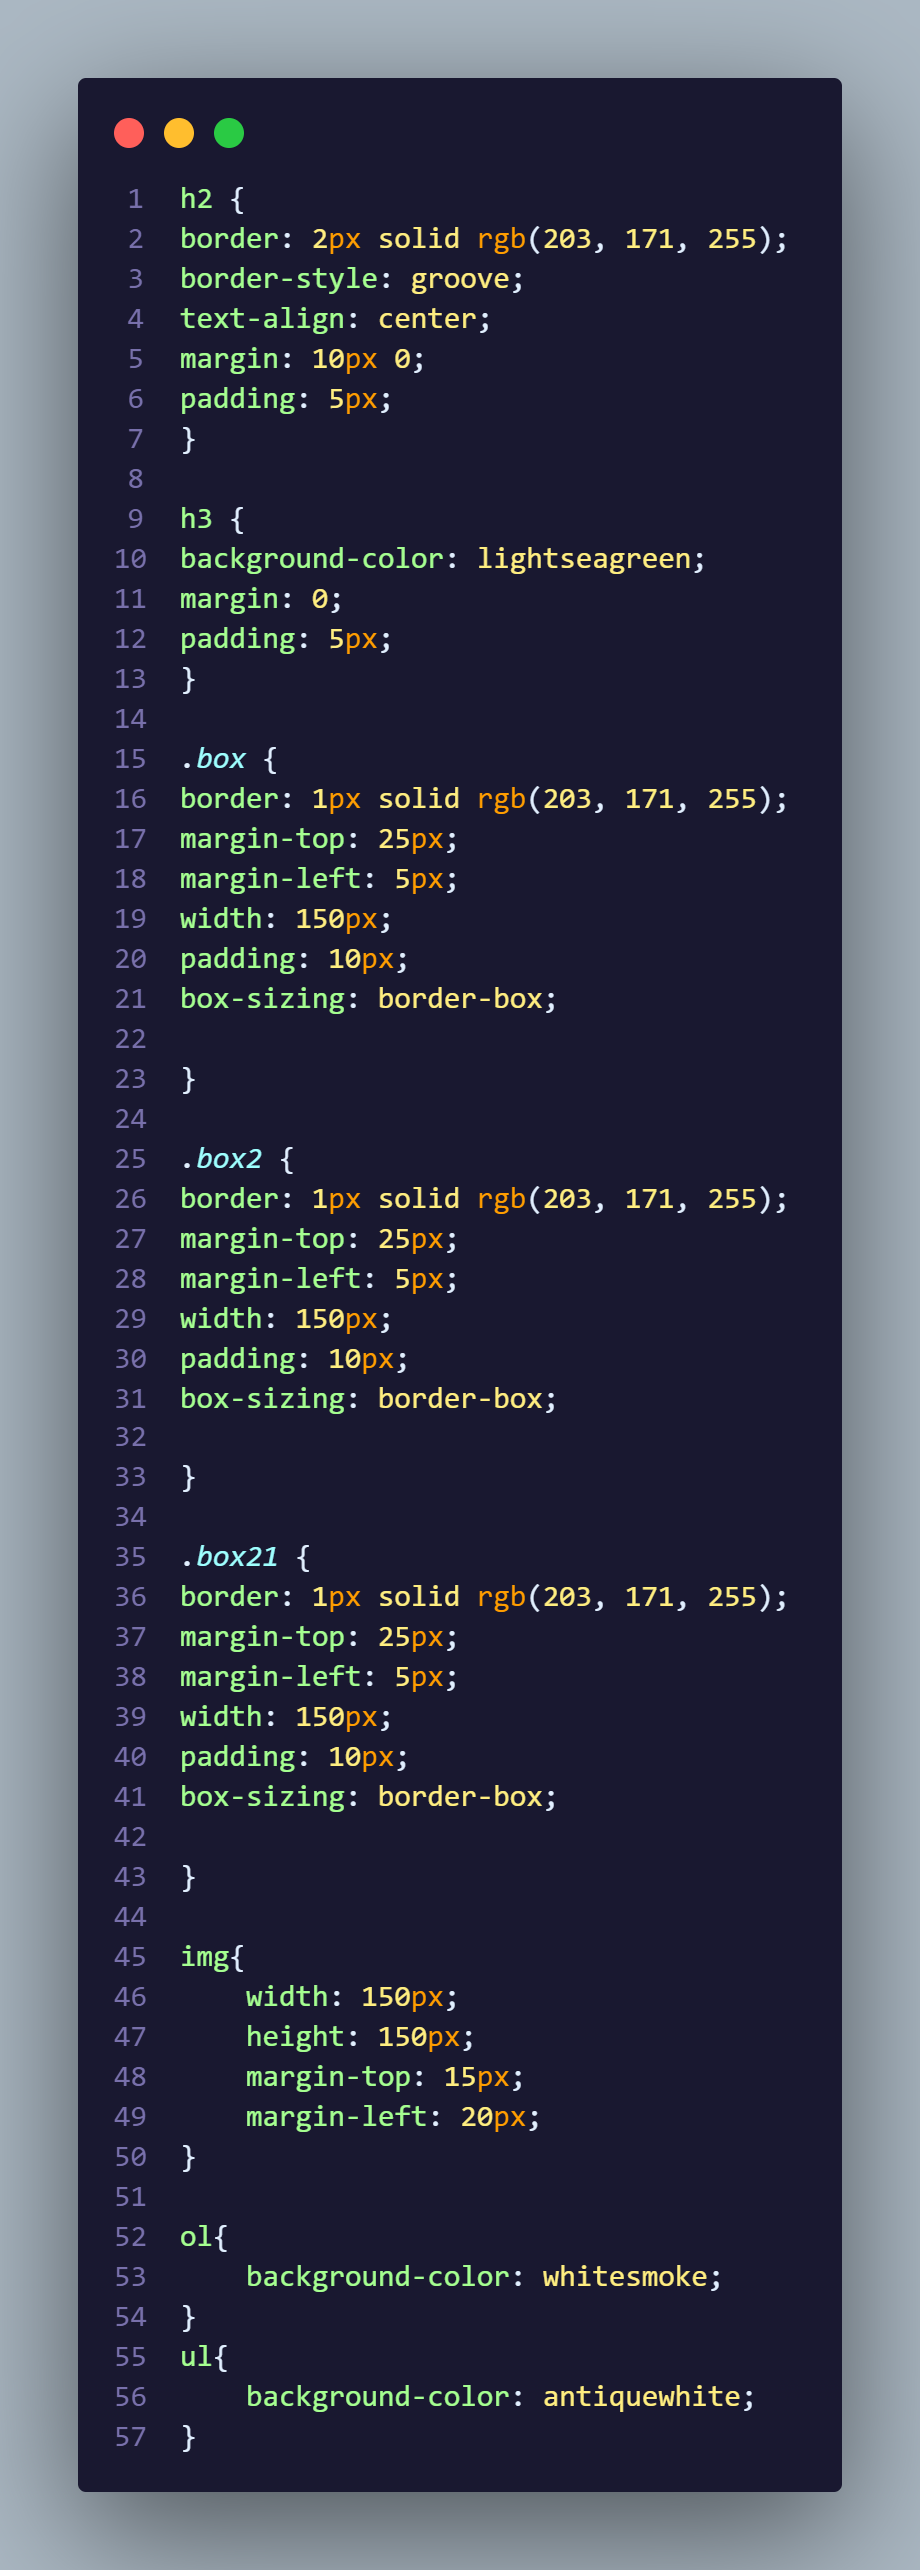 1 h2 {
2 border: 2px solid rgb(203, 171, 255);
3 border-style: groove;
4 text-align: center;
5 margin: 10px 0;
6 padding: 5px;
7 }
8
9 h3 {
10 background-color: lightseagreen;
11 margin: 0;
12 padding: 5px;
13 }
14
15 .box {
16 border: 1px solid rgb(203, 171, 255);
17 margin-top: 25px;
18 margin-left: 5px;
19 width: 150px;
20 padding: 10px;
21 box-sizing: border-box;
22
23 }
24
25 .box2 {
26 border: 1px solid rgb(203, 171, 255);
27 margin-top: 25px;
28 margin-left: 5px;
29 width: 150px;
30 padding: 10px;
31 box-sizing: border-box;
32
33 }
34
35 .box21 {
36 border: 1px solid rgb(203, 171, 255);
37 margin-top: 25px;
38 margin-left: 5px;
39 width: 150px;
40 padding: 10px;
41 box-sizing: border-box;
42
43 }
44
45 img{
46     width: 150px;
47     height: 150px;
48     margin-top: 15px;
49     margin-left: 20px;
50 }
51
52 ol{
53     background-color: whitesmoke;
54 }
55 ul{
56     background-color: antiquewhite;
57 }